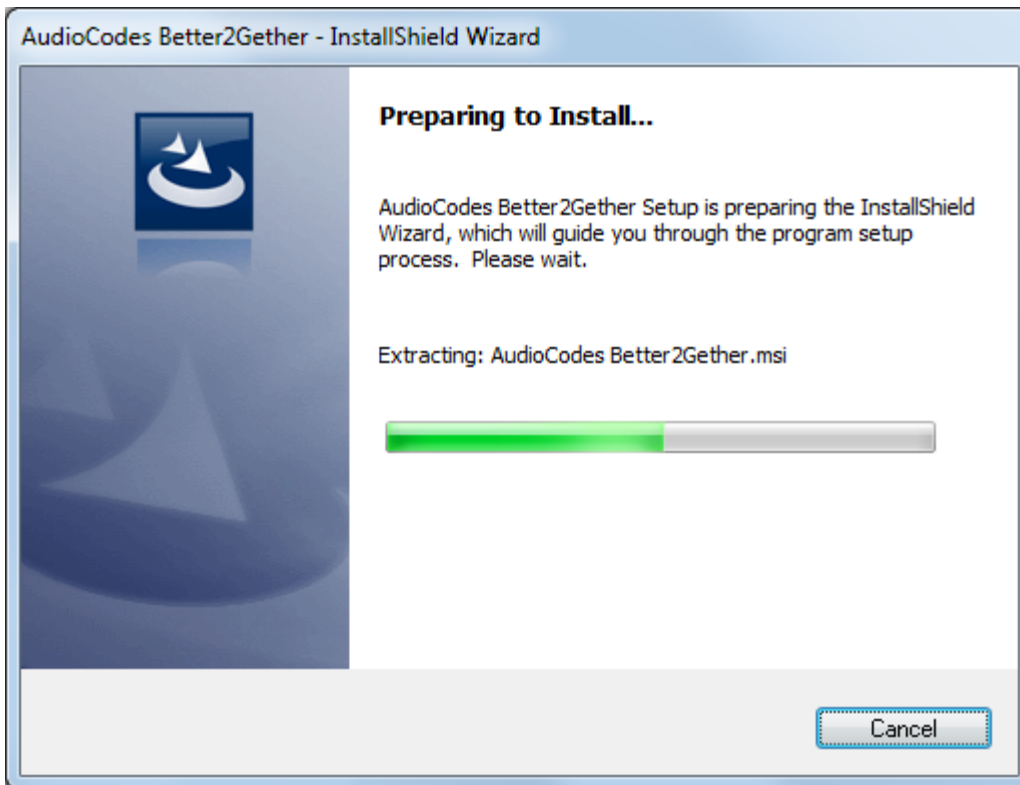 AudioCodes Better2Gether - InstallShield Wizard
Preparing to Install...
AudioCodes Better2Gether Setup is preparing the InstallShield
Wizard, which will guide you through the program setup
process.  Please wait.
Extracting: AudioCodes Better2Gether.msi
Cancel